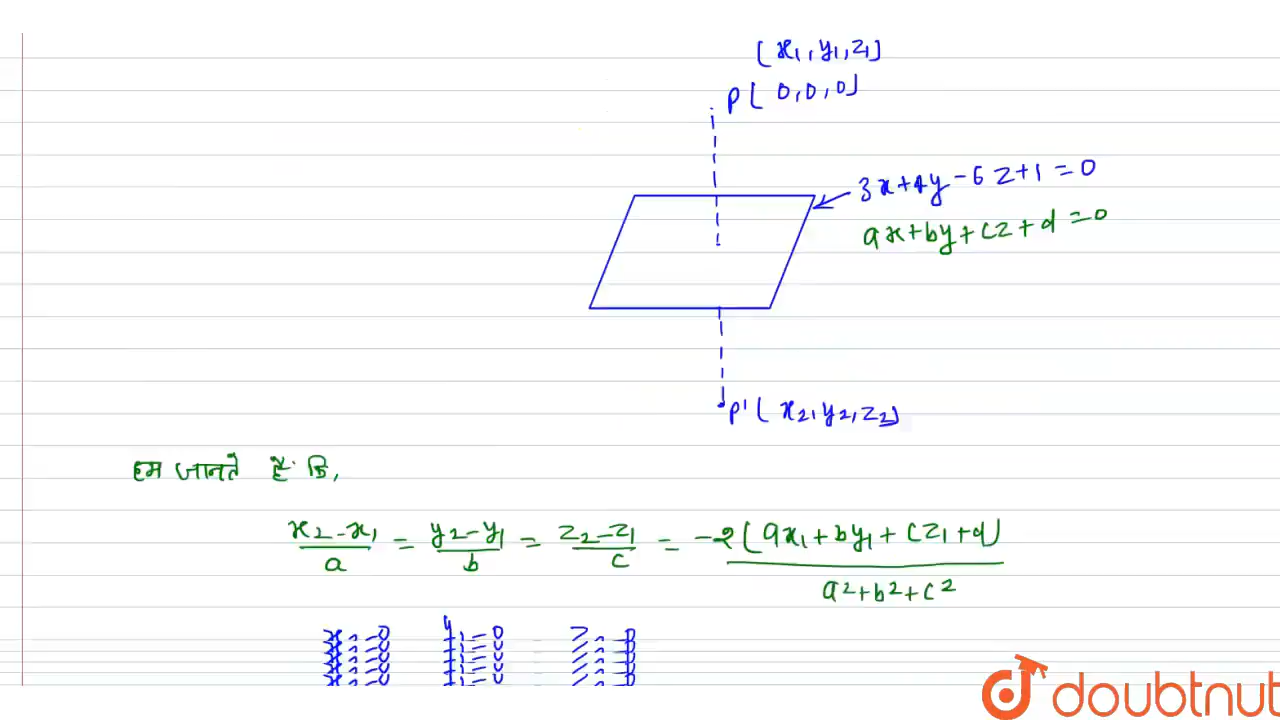 [x₁, y₁, z₁]
P[0, 0, 0]
3x+4y-6z+1=0
ax+by+cz+d=0
P'(x₂, y₂, z₂)
हम जानते हैं कि,
x₂-x₁/a = y₂-y₁/b = z₂-z₁/c = -2(ax₁+by₁+cz₁+d)/a²+b²+c²
doubtnut